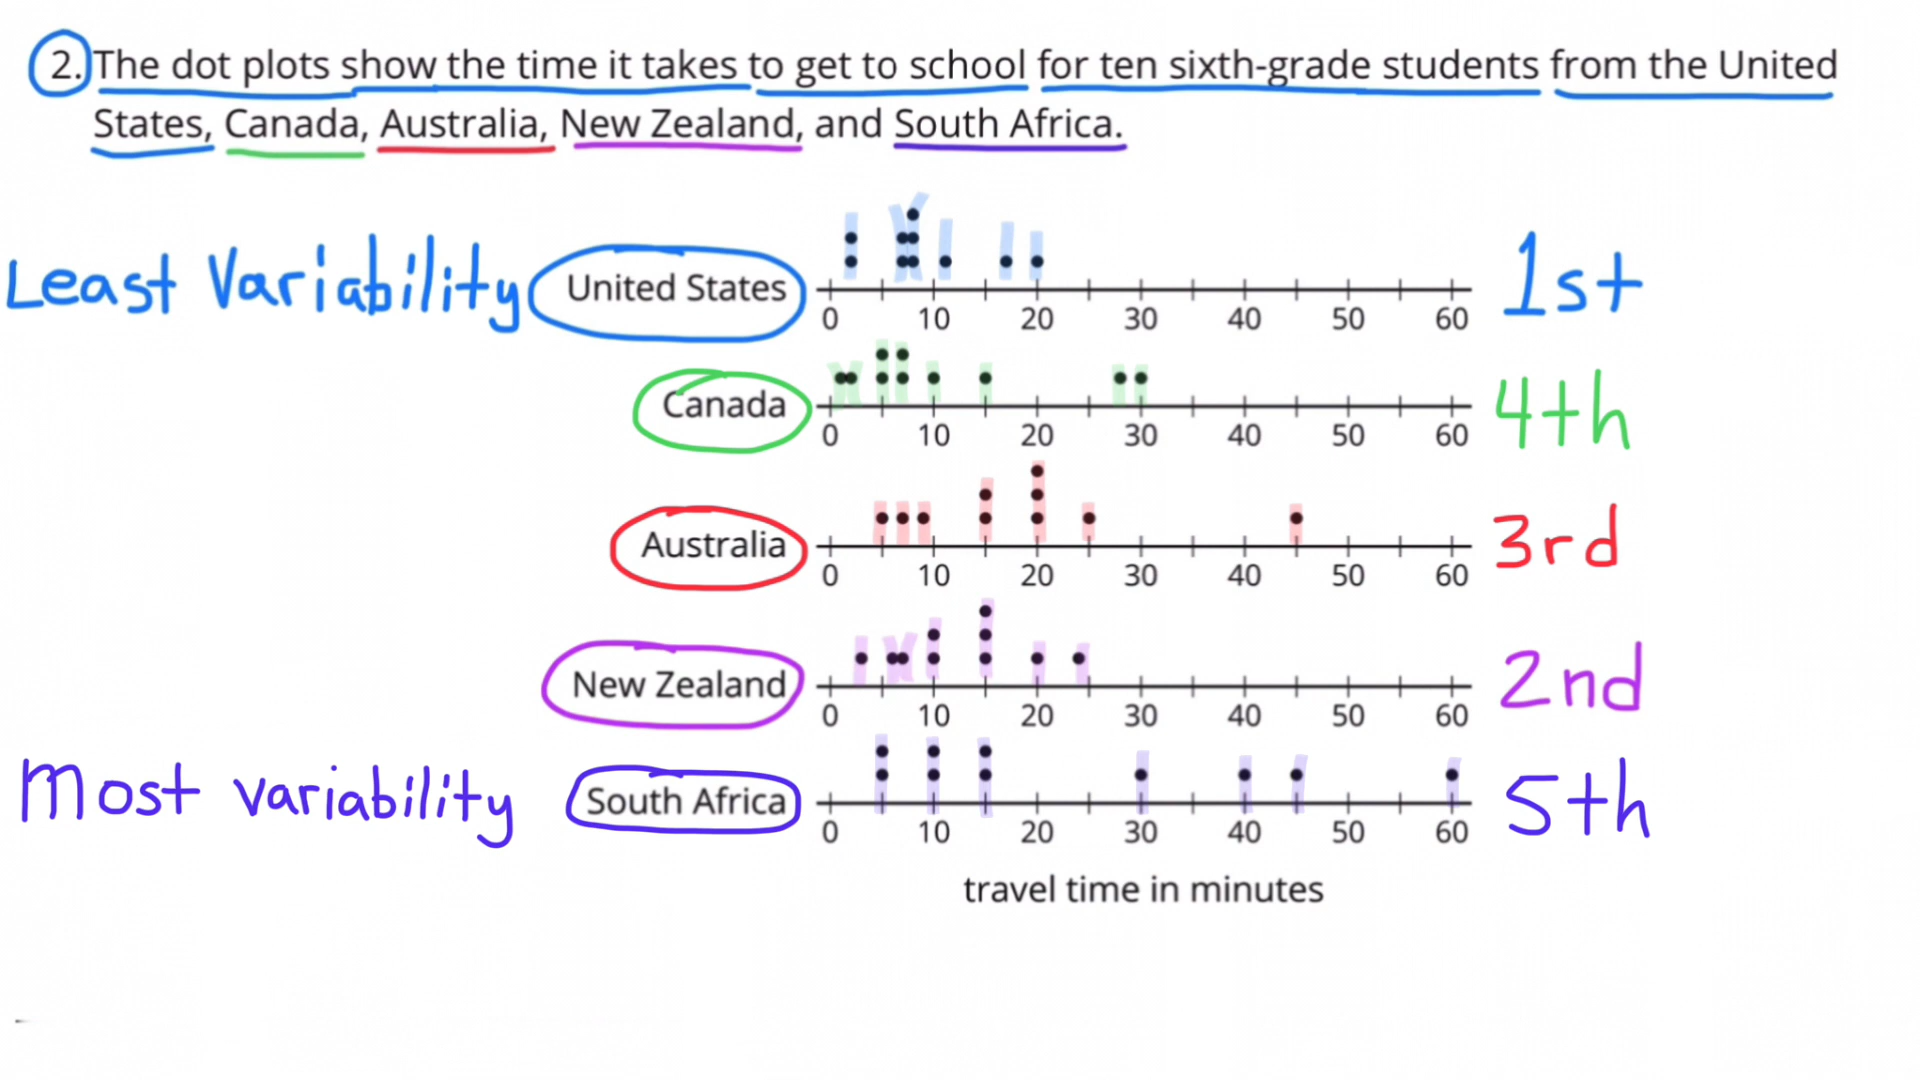 2. The dot plots show the time it takes to get to school for ten sixth-grade students from the United
States, Canada, Australia, New Zealand, and South Africa.
Least Variability United States 1st
0 10 20 30 40 50 60
Canada 4th
0 10 20 30 40 50 60
Australia 3rd
0 10 20 30 40 50 60
New Zealand 2nd
0 10 20 30 40 50 60
Most variability South Africa 5th
0 10 20 30 40 50 60
travel time in minutes